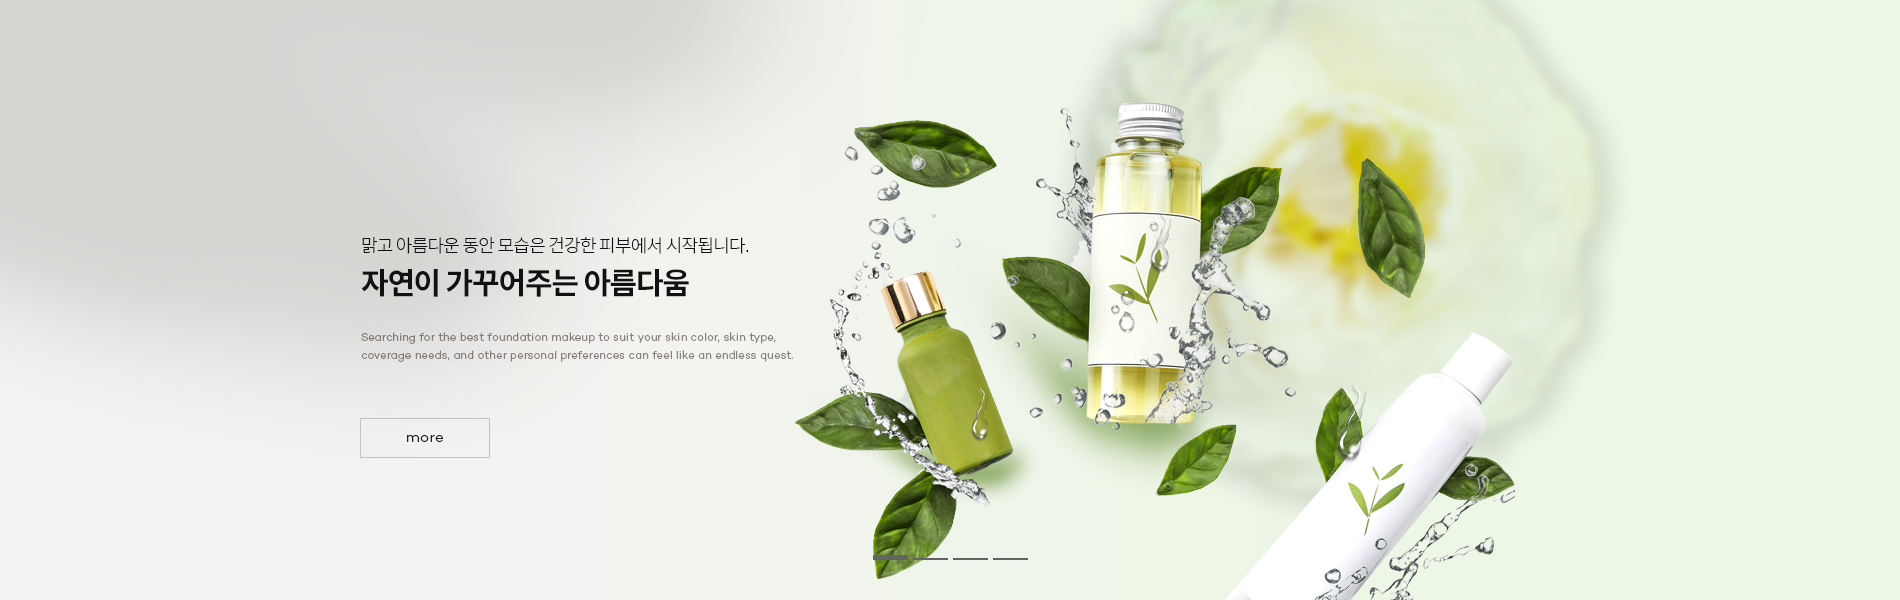 맑고 아름다운 동안 모습은 건강한 피부에서 시작됩니다.
자연이 가꾸어주는 아름다움
Searching for the best foundation makeup to suit your skin color, skin type,
coverage needs, and other personal preferences can feel like an endless quest.
more